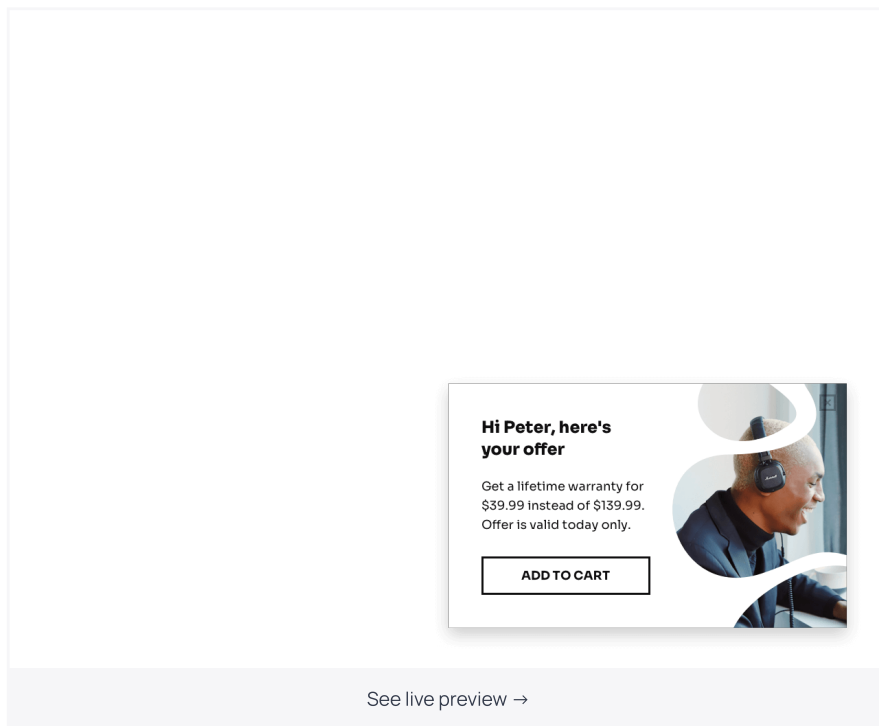 Hi Peter, here's
your offer
Get a lifetime warranty for
$39.99 instead of $139.99.
Offer is valid today only.
ADD TO CART
See live preview →